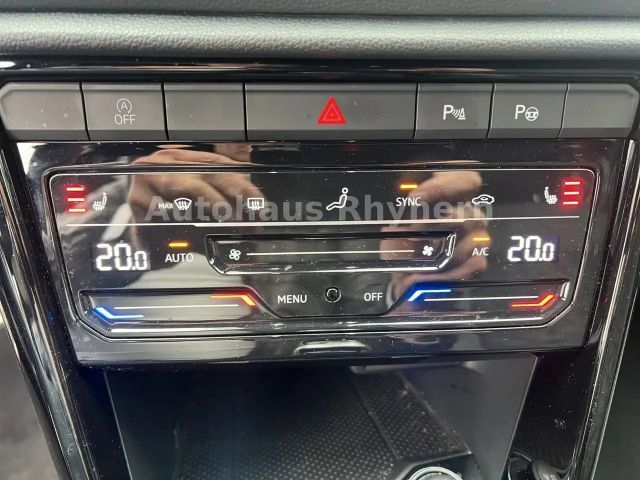 A OFF
P P
MAX SYNC
Autohaus Rhynern
20.0 AUTO A/C 20.0
MENU OFF